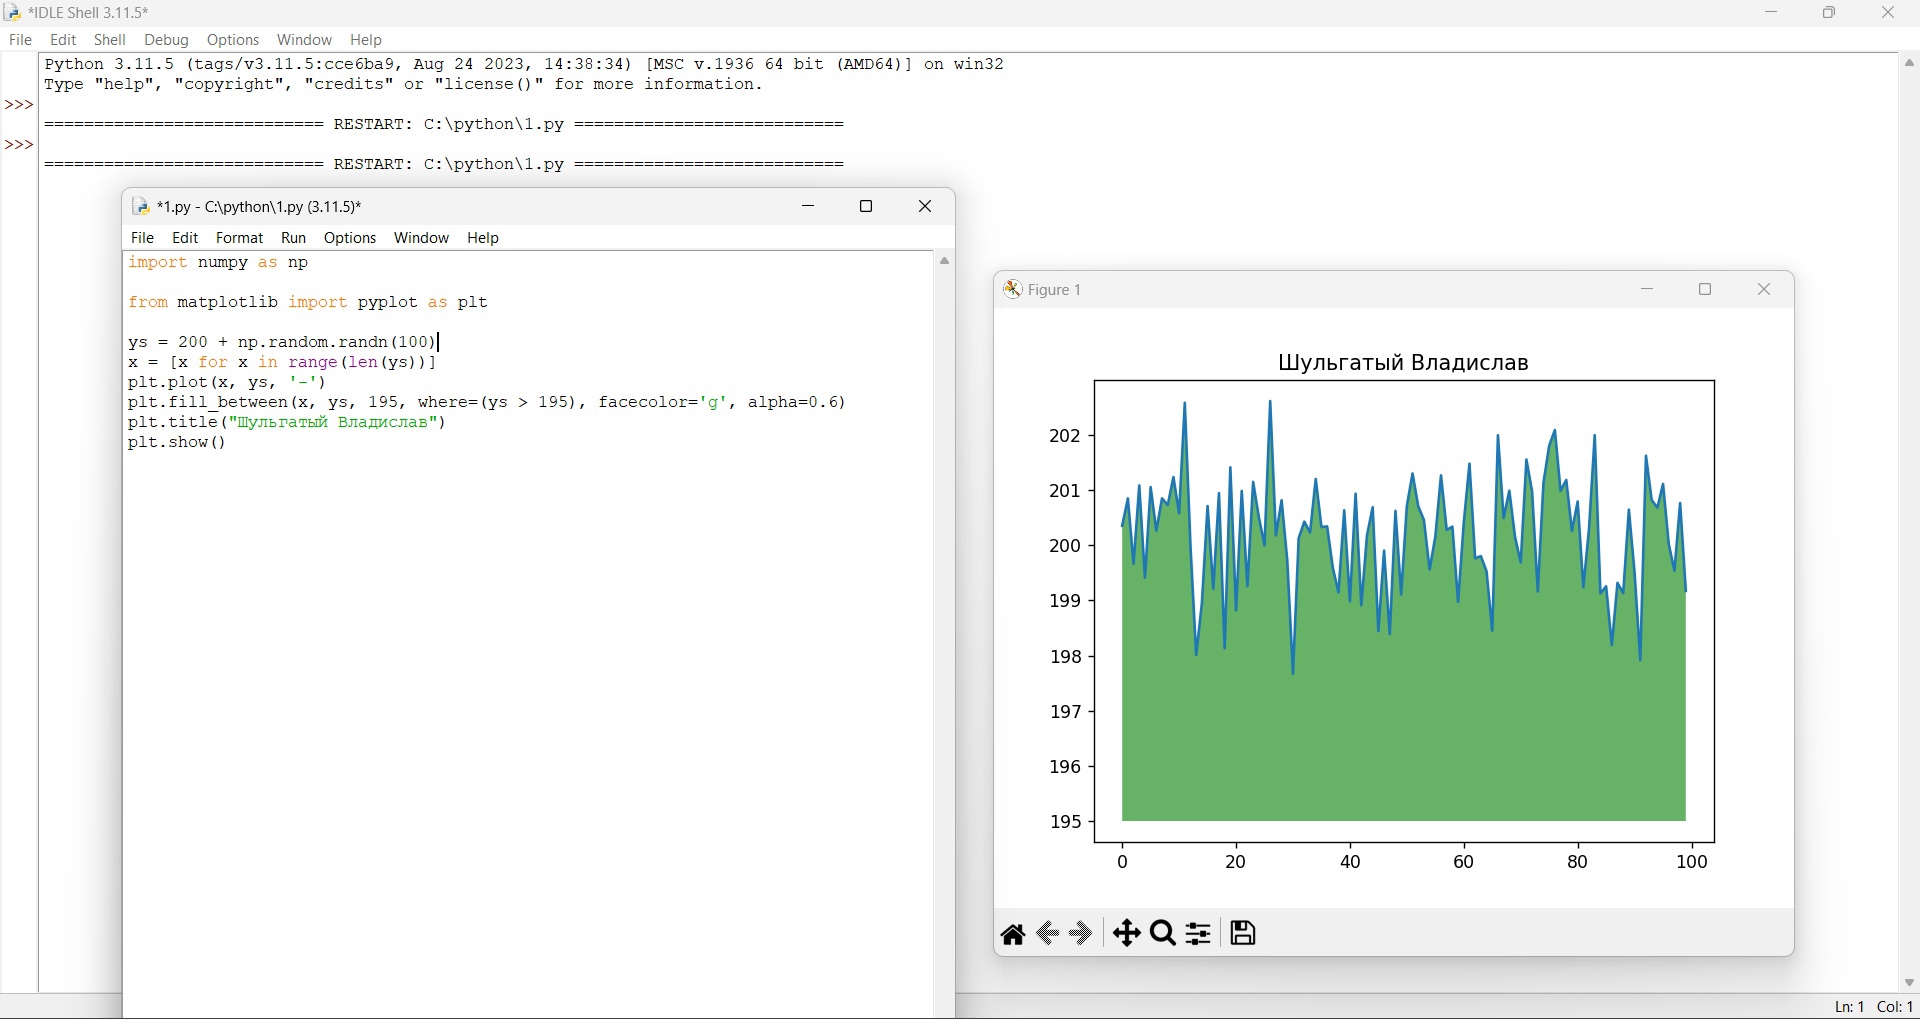 *IDLE Shell 3.11.5*
File Edit Shell Debug Options Window Help
Python 3.11.5 (tags/v3.11.5:cce6ba9, Aug 24 2023, 14:38:34) [MSC v.1936 64 bit (AMD64)] on win32
Type "help", "copyright", "credits" or "license()" for more information.
>>>
============================ RESTART: C:\python\1.py ===========================
>>>
============================ RESTART: C:\python\1.py ===========================
*1.py - C:\python\1.py (3.11.5)*
File Edit Format Run Options Window Help
import numpy as np
from matplotlib import pyplot as plt
ys = 200 + np.random.randn(100)
x = [x for x in range(len(ys))]
plt.plot(x, ys, '-')
plt.fill_between(x, ys, 195, where=(ys > 195), facecolor='g', alpha=0.6)
plt.title("Шульгатый Владислав")
plt.show()
Figure 1
Шульгатый Владислав
202
201
200
199
198
197
196
195
0 20 40 60 80 100
Ln: 1 Col: 1